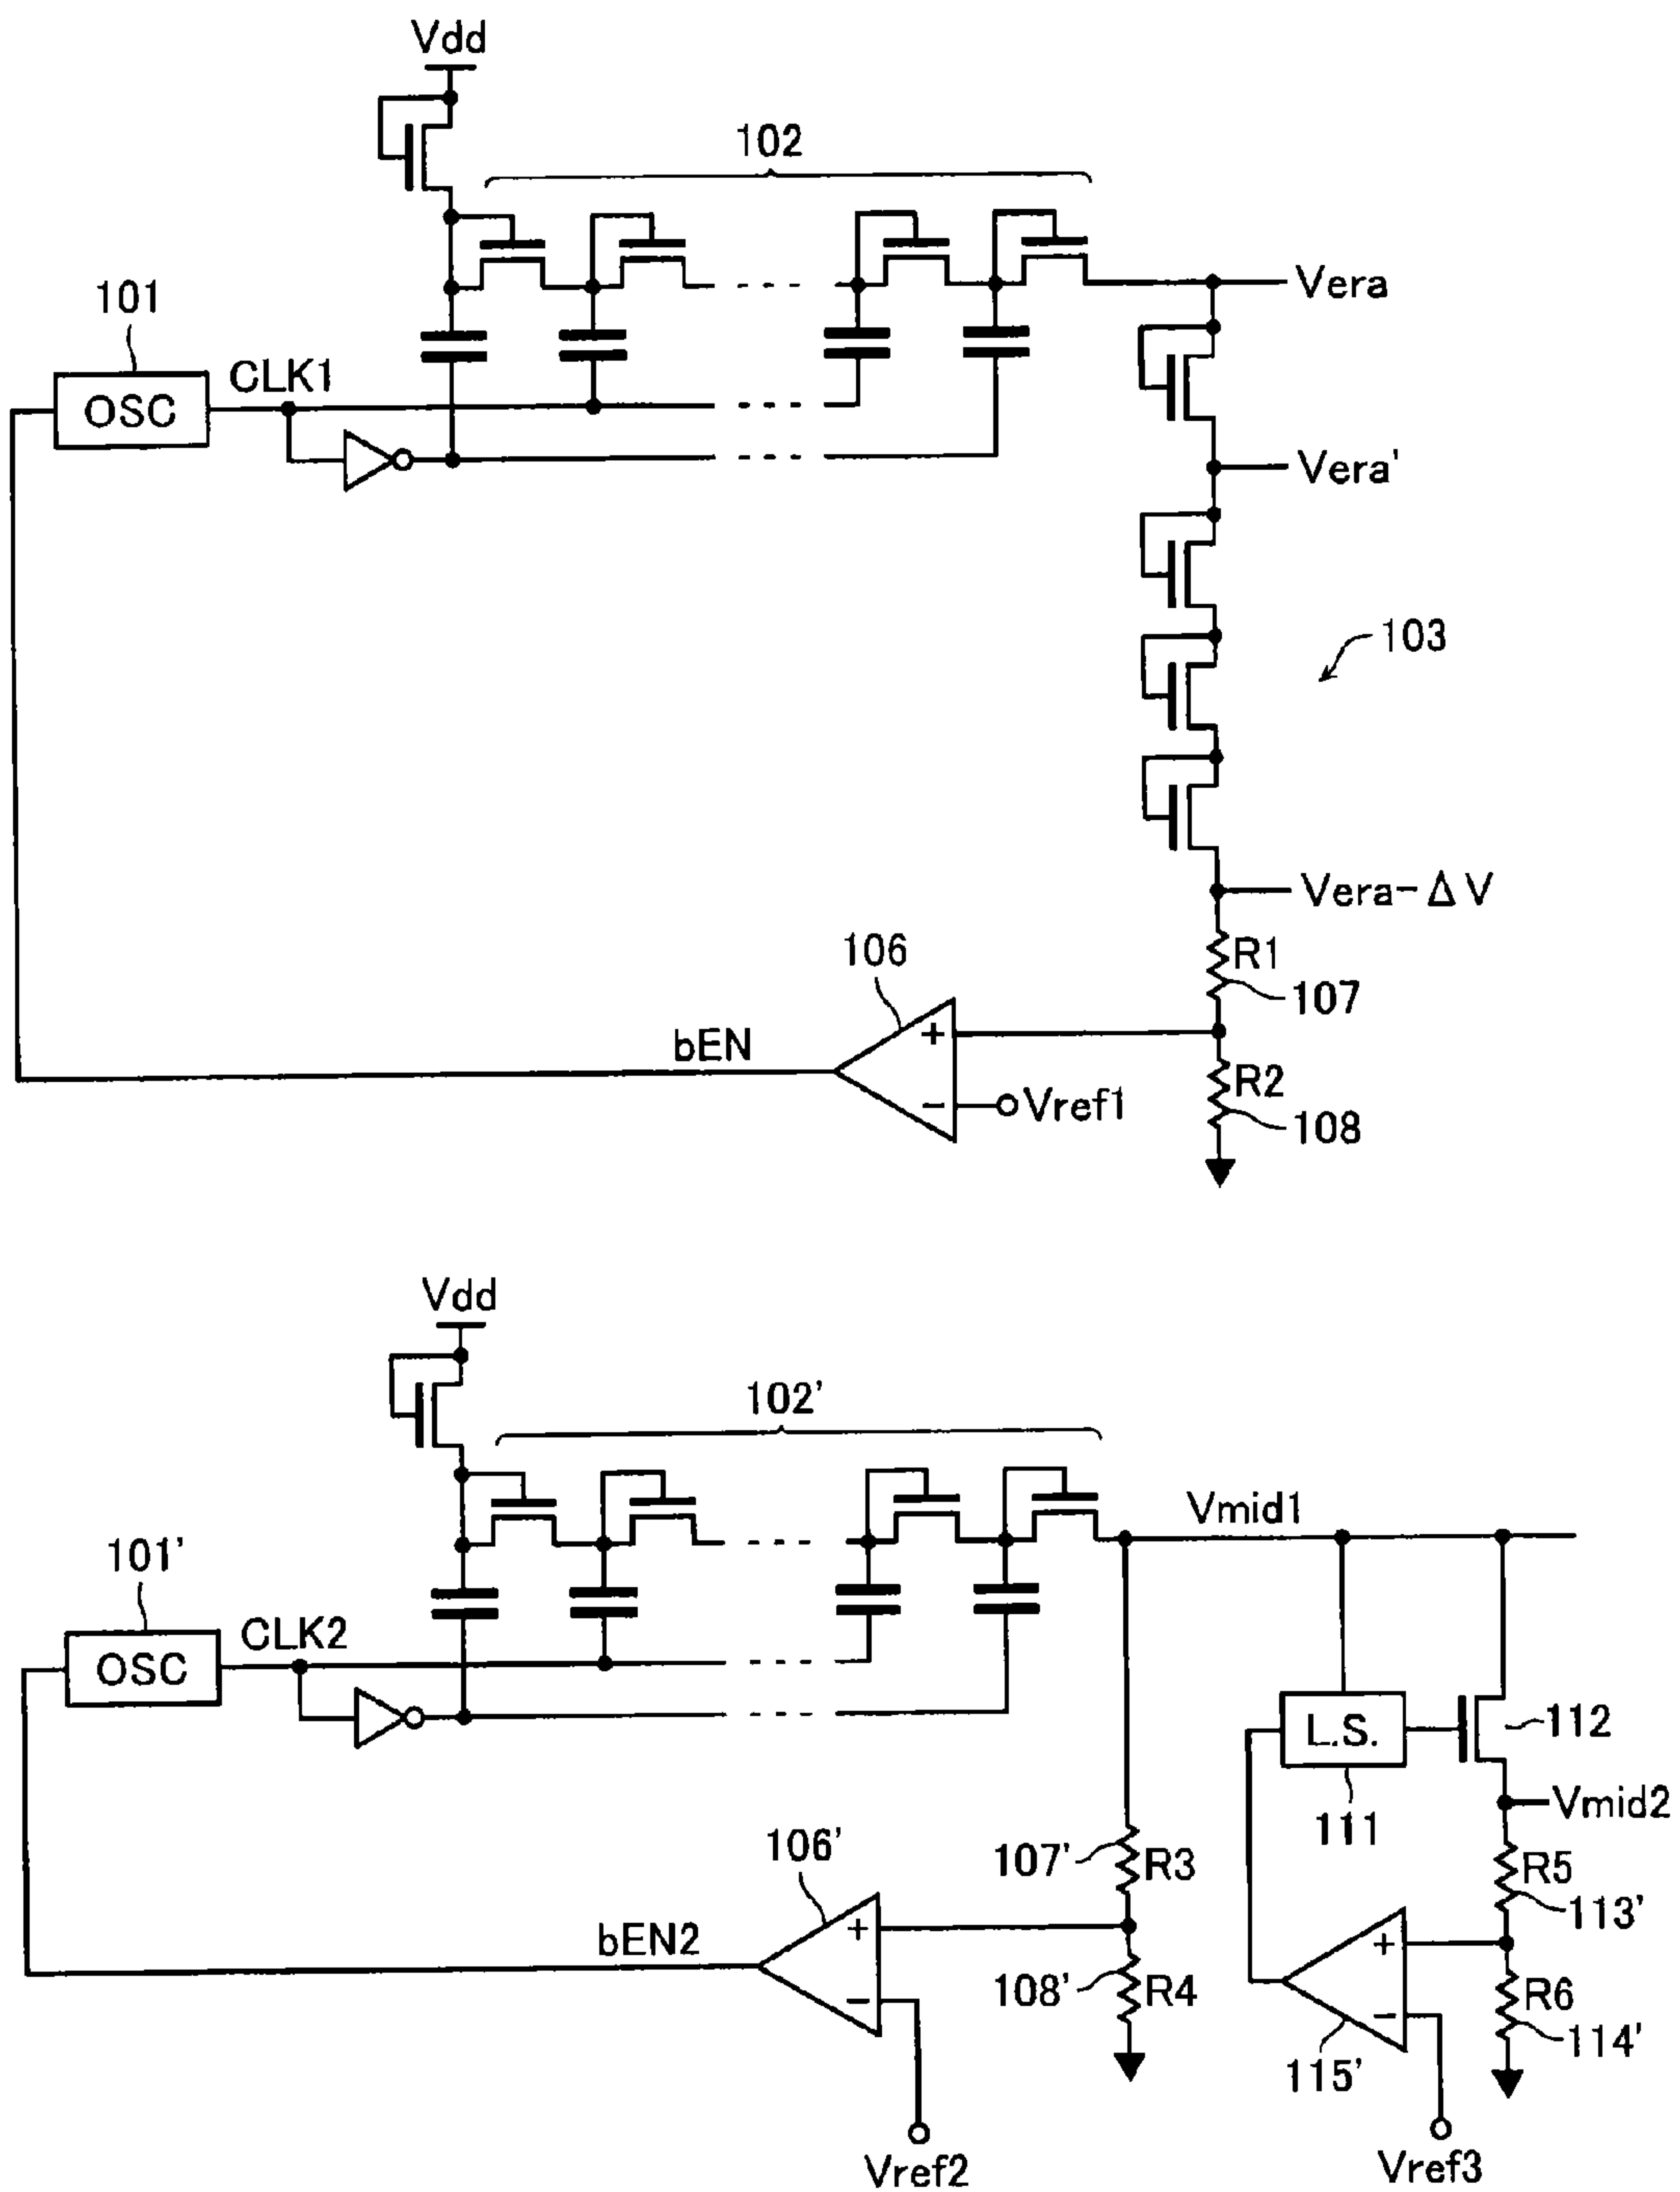 Vdd
102
Vera
101
CLK1
OSC
Vera'
103
Vera-ΔV
106
R1
107
bEN
+
R2
-
Vref1
108
Vdd
102'
Vmid1
101'
CLK2
OSC
L.S.
112
111
Vmid2
106'
107'
R3
R5
113'
bEN2
+
+
108'
R4
R6
-
-
114'
115'
Vref2
Vref3